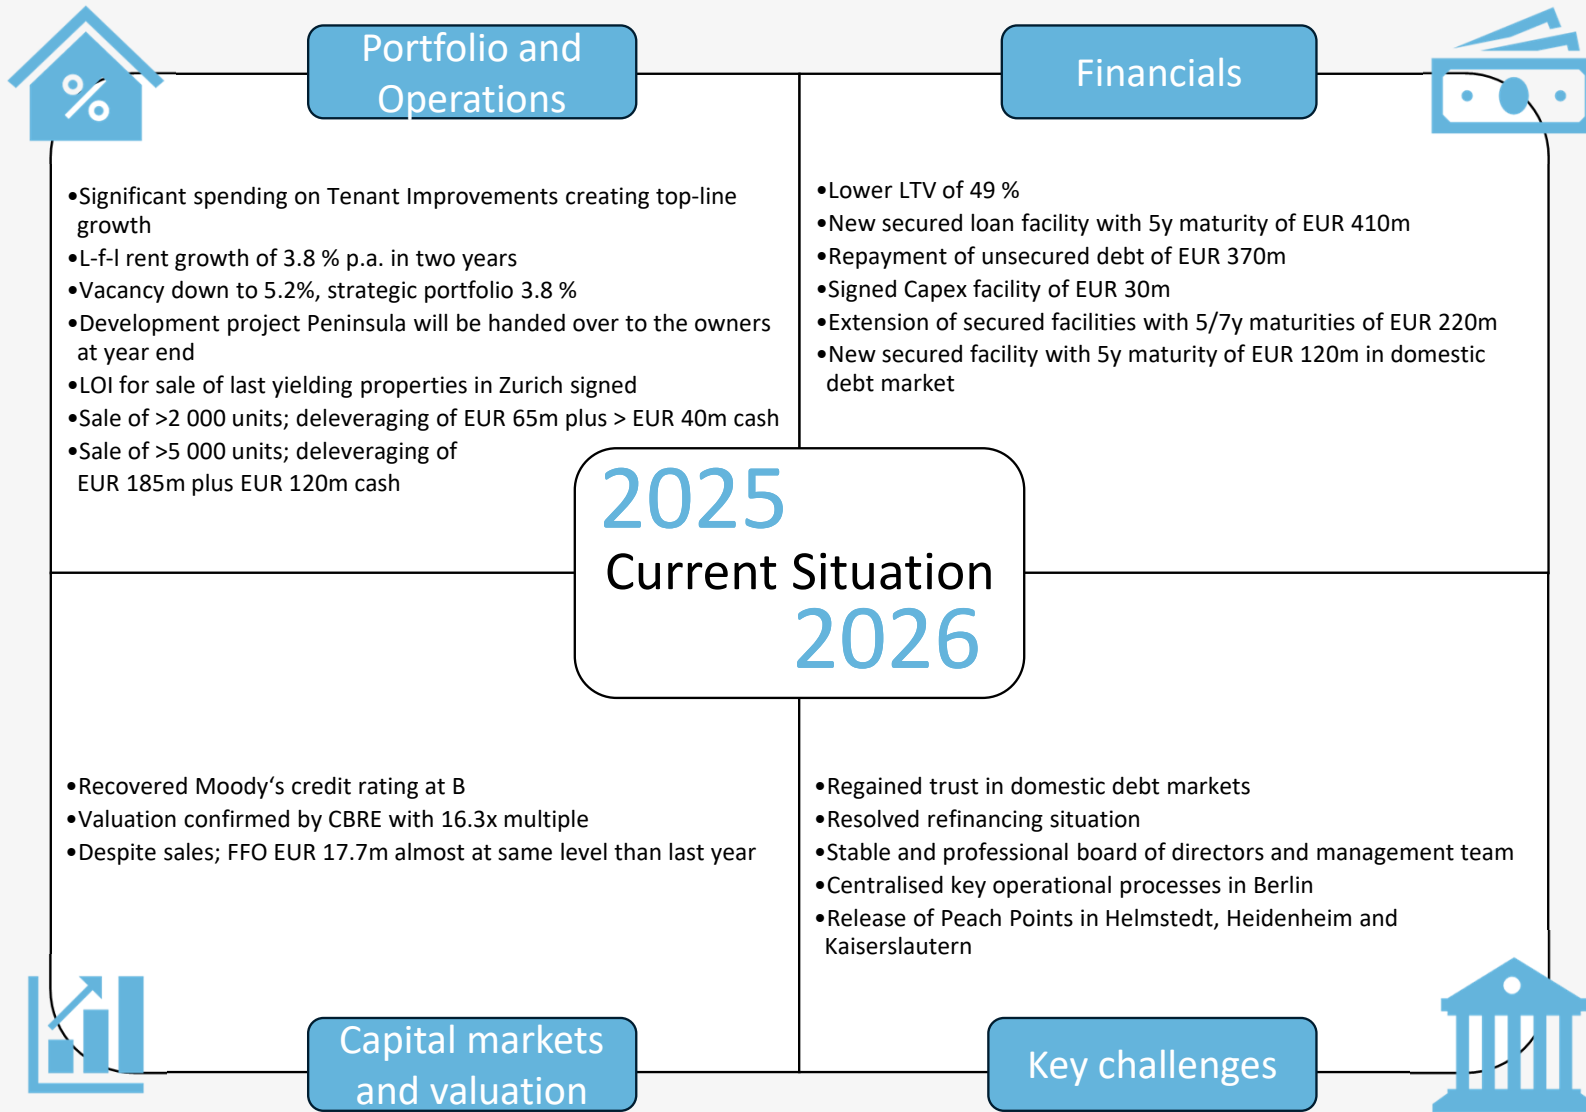 Portfolio and
Operations
•Significant spending on Tenant Improvements creating top-line
growth
•L-f-l rent growth of 3.8 % p.a. in two years
•Vacancy down to 5.2%, strategic portfolio 3.8 %
•Development project Peninsula will be handed over to the owners
at year end
•LOI for sale of last yielding properties in Zurich signed
•Sale of >2 000 units; deleveraging of EUR 65m plus > EUR 40m cash
•Sale of >5 000 units; deleveraging of
EUR 185m plus EUR 120m cash
Financials
•Lower LTV of 49 %
•New secured loan facility with 5y maturity of EUR 410m
•Repayment of unsecured debt of EUR 370m
•Signed Capex facility of EUR 30m
•Extension of secured facilities with 5/7y maturities of EUR 220m
•New secured facility with 5y maturity of EUR 120m in domestic
debt market
2025
Current Situation
2026
•Recovered Moody‘s credit rating at B
•Valuation confirmed by CBRE with 16.3x multiple
•Despite sales; FFO EUR 17.7m almost at same level than last year
Capital markets
and valuation
•Regained trust in domestic debt markets
•Resolved refinancing situation
•Stable and professional board of directors and management team
•Centralised key operational processes in Berlin
•Release of Peach Points in Helmstedt, Heidenheim and
Kaiserslautern
Key challenges
%